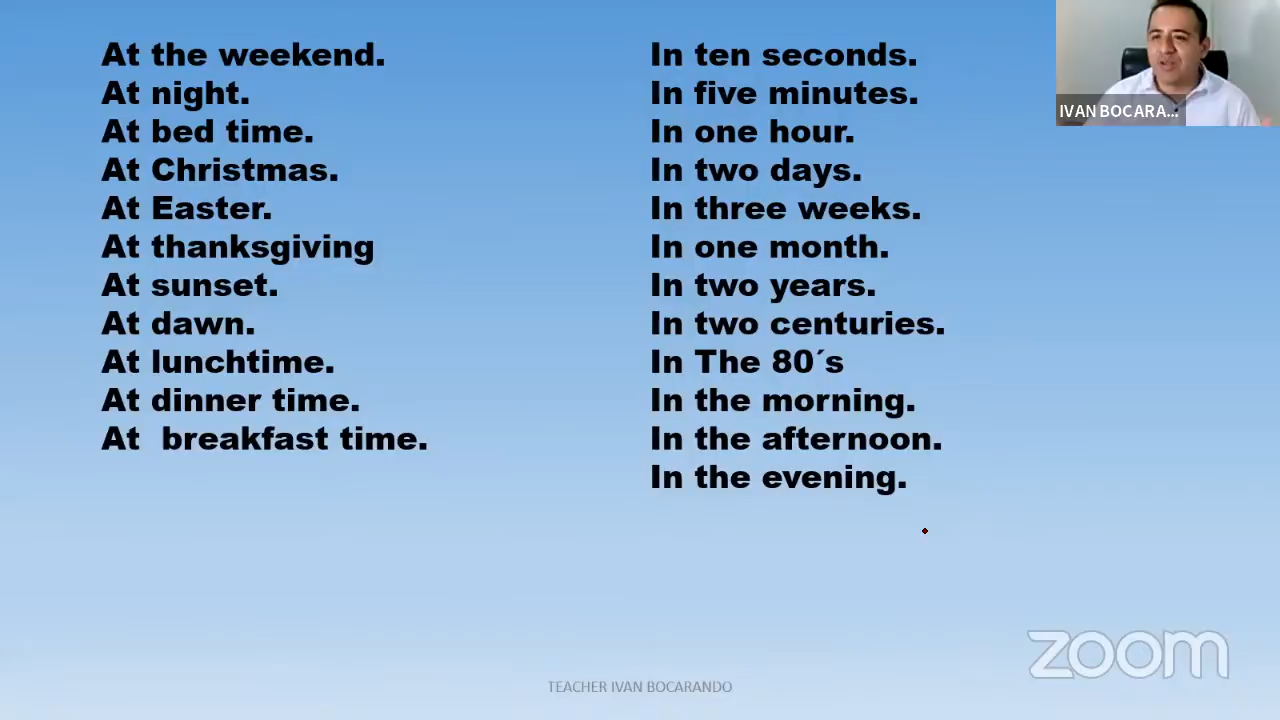 At the weekend.
At night.
At bed time.
At Christmas.
At Easter.
At thanksgiving
At sunset.
At dawn.
At lunchtime.
At dinner time.
At  breakfast time.
In ten seconds.
In five minutes.
In one hour.
In two days.
In three weeks.
In one month.
In two years.
In two centuries.
In The 80´s
In the morning.
In the afternoon.
In the evening.
IVAN BOCARA...
zoom
TEACHER IVAN BOCARANDO